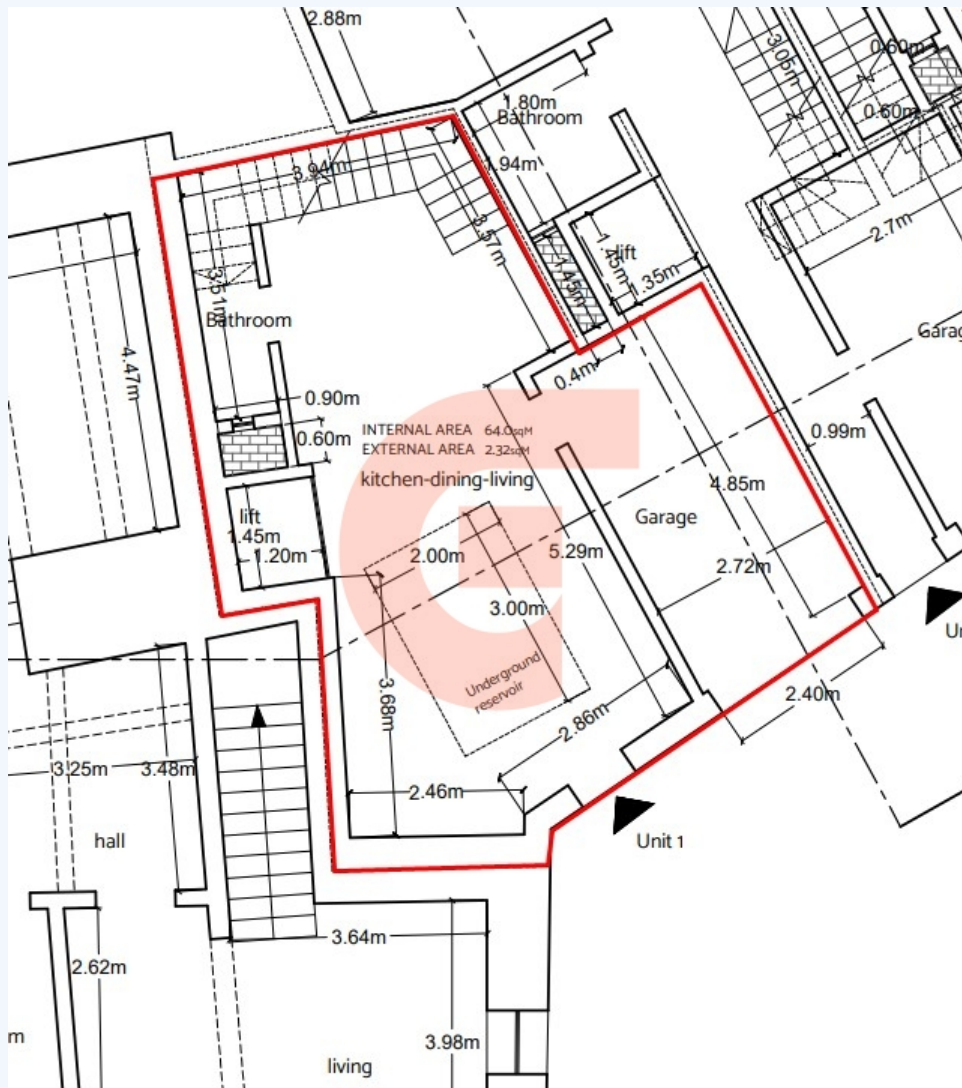 2.88m
1.80m
Bathroom
1.94m
3.05m
0.60m
0.60m
3.94m
3.57m
3.51m
1.45m
1.45m
lift
1.35m
2.7m
Garag
Bathroom
4.47m
0.90m
0.4m
0.60m
INTERNAL AREA 64.0sqM
EXTERNAL AREA 2.32sqM
kitchen-dining-living
0.99m
4.85m
lift
1.45m
1.20m
Garage
2.00m
5.29m
2.72m
3.00m
Underground
reservoir
Un
3.68m
2.86m
2.40m
3.25m
3.48m
2.46m
hall
Unit 1
3.64m
2.62m
m
3.98m
living